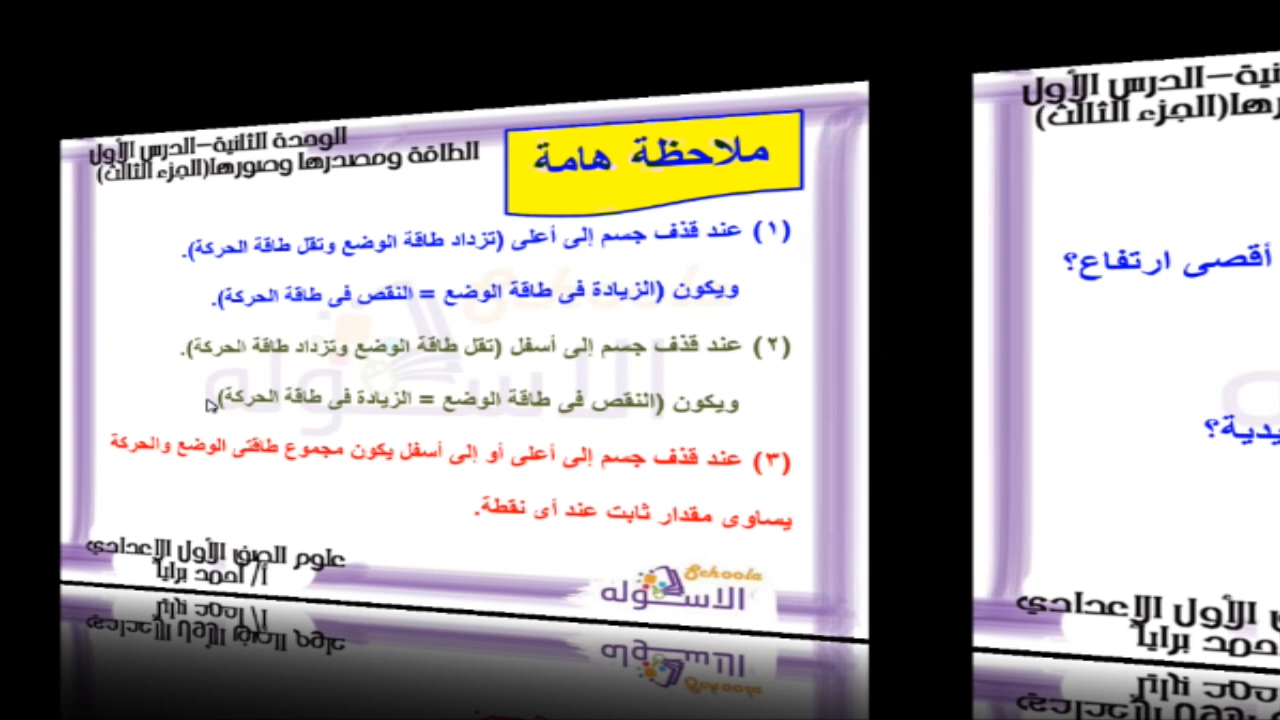 الوحدة الثانية-الدرس الأول
الطاقة ومصدرها وصورها(الجزء الثالث)
ملاحظة هامة
(١) عند قذف جسم إلى أعلى (تزداد طاقة الوضع وتقل طاقة الحركة).
ويكون (الزيادة فى طاقة الوضع = النقص فى طاقة الحركة).
(٢) عند قذف جسم إلى أسفل (تقل طاقة الوضع وتزداد طاقة الحركة).
ويكون (النقص فى طاقة الوضع = الزيادة فى طاقة الحركة)
(٣) عند قذف جسم إلى أعلى أو إلى أسفل يكون مجموع طاقتى الوضع والحركة
يساوى مقدار ثابت عند أى نقطة.
علوم الصف الأول الإعدادي
أ/ احمد برايا
Schoola
الاسكوله
-الدرس الأول
(الجزء الثالث)
أقصى ارتفاع؟
الأول الإعدادي
برايا